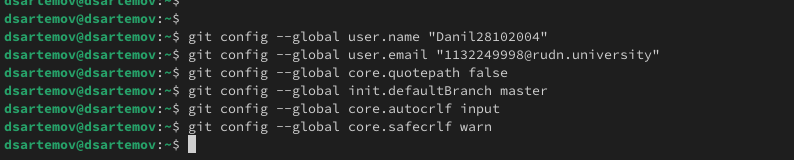 dsartemov@dsartemov:~$
dsartemov@dsartemov:~$
dsartemov@dsartemov:~$ git config --global user.name "Danil28102004"
dsartemov@dsartemov:~$ git config --global user.email "1132249998@rudn.university"
dsartemov@dsartemov:~$ git config --global core.quotepath false
dsartemov@dsartemov:~$ git config --global init.defaultBranch master
dsartemov@dsartemov:~$ git config --global core.autocrlf input
dsartemov@dsartemov:~$ git config --global core.safecrlf warn
dsartemov@dsartemov:~$